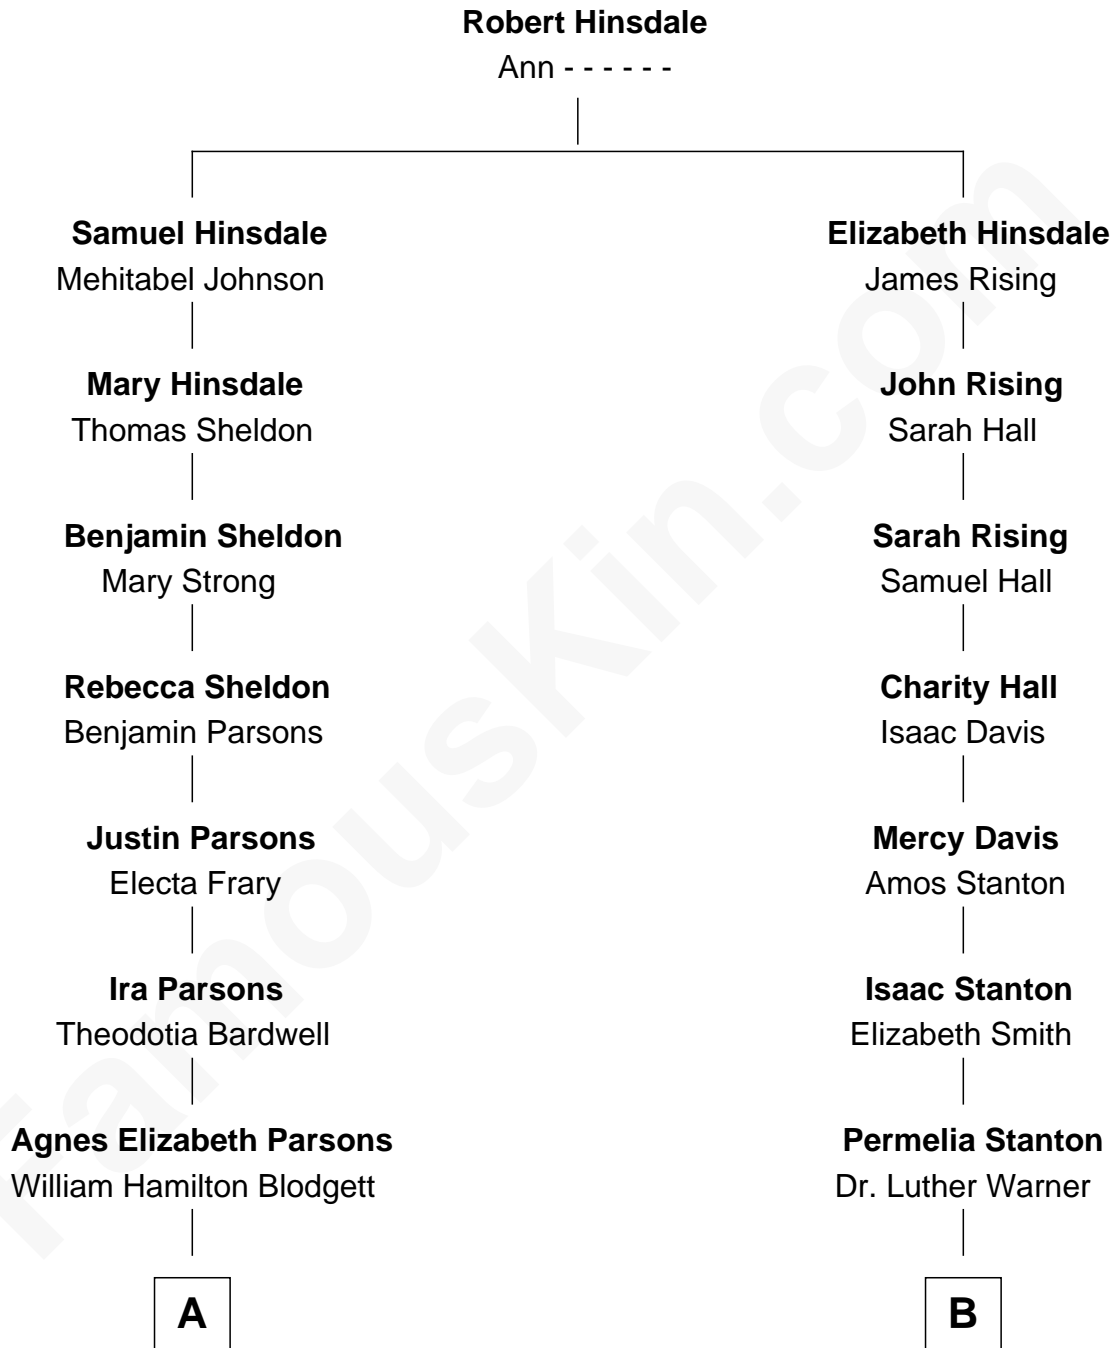 Robert Hinsdale
Ann - - - - - -
Samuel Hinsdale
Mehitabel Johnson
Elizabeth Hinsdale
James Rising
Mary Hinsdale
Thomas Sheldon
John Rising
Sarah Hall
Benjamin Sheldon
Mary Strong
Sarah Rising
Samuel Hall
Rebecca Sheldon
Benjamin Parsons
Charity Hall
Isaac Davis
Justin Parsons
Electa Frary
Mercy Davis
Amos Stanton
Ira Parsons
Theodotia Bardwell
Isaac Stanton
Elizabeth Smith
Agnes Elizabeth Parsons
William Hamilton Blodgett
Permelia Stanton
Dr. Luther Warner
A
B
FamousKin.com